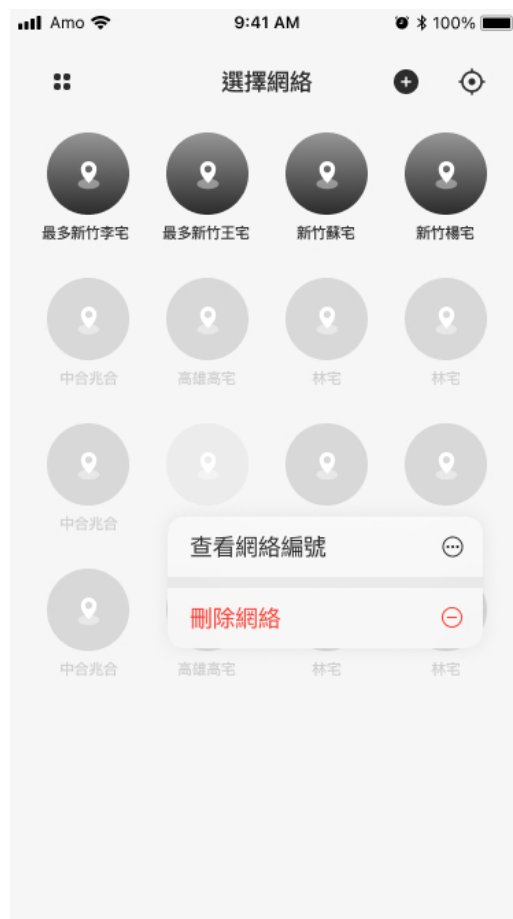 Amo 9:41 AM 100%
選擇網絡
最多新竹李宅 最多新竹王宅 新竹蘇宅 新竹楊宅
中合兆合 高雄高宅 林宅 林宅
中合兆合
查看網絡編號
刪除網絡
中合兆合 高雄高宅 林宅 林宅